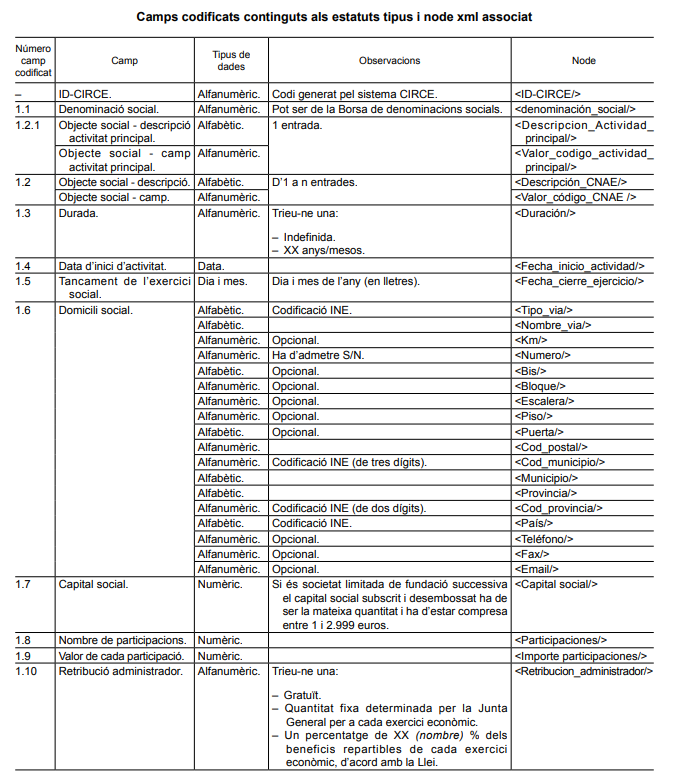 Camps codificats continguts als estatuts tipus i node xml associat
Número camp codificat Camp Tipus de dades Observacions Node
– ID-CIRCE. Alfanumèric. Codi generat pel sistema CIRCE. <ID-CIRCE/>
1.1 Denominació social. Alfanumèric. Pot ser de la Borsa de denominacions socials. <denominación_social/>
1.2.1 Objecte social - descripció Alfabètic. 1 entrada. <Descripcion_Actividad_
activitat principal. principal/>
Objecte social - camp Alfanumèric. <Valor_codigo_actividad_
activitat principal. principal/>
1.2 Objecte social - descripció. Alfabètic. D'1 a n entrades. <Descripción_CNAE/>
Objecte social - camp. Alfanumèric. <Valor_código_CNAE />
1.3 Durada. Alfanumèric. Trieu-ne una: <Duración/>
– Indefinida.
– XX anys/mesos.
1.4 Data d'inici d'activitat. Data. <Fecha_inicio_actividad/>
1.5 Tancament de l'exercici Dia i mes. Dia i mes de l'any (en lletres). <Fecha_cierre_ejercicio/>
social.
1.6 Domicili social. Alfabètic. Codificació INE. <Tipo_via/>
Alfabètic. <Nombre_via/>
Alfanumèric. Opcional. <Km/>
Alfanumèric. Ha d'admetre S/N. <Numero/>
Alfabètic. Opcional. <Bis/>
Alfanumèric. Opcional. <Bloque/>
Alfanumèric. Opcional. <Escalera/>
Alfanumèric. Opcional. <Piso/>
Alfabètic. Opcional. <Puerta/>
Alfanumèric. <Cod_postal/>
Alfanumèric. Codificació INE (de tres dígits). <Cod_municipio/>
Alfabètic. <Municipio/>
Alfabètic. <Provincia/>
Alfanumèric. Codificació INE (de dos dígits). <Cod_provincia/>
Alfabètic. Codificació INE. <País/>
Alfanumèric. Opcional. <Teléfono/>
Alfanumèric. Opcional. <Fax/>
Alfanumèric. Opcional. <Email/>
1.7 Capital social. Numèric. Si és societat limitada de fundació successiva <Capital social/>
el capital social subscrit i desembossat ha de
ser la mateixa quantitat i ha d'estar compresa
entre 1 i 2.999 euros.
1.8 Nombre de participacions. Numèric. <Participaciones/>
1.9 Valor de cada participació. Numèric. <Importe participaciones/>
1.10 Retribució administrador. Alfanumèric. Trieu-ne una: <Retribucion_administrador/>
– Gratuït.
– Quantitat fixa determinada per la Junta
General per a cada exercici econòmic.
– Un percentatge de XX (nombre) % dels
beneficis repartibles de cada exercici
econòmic, d'acord amb la Llei.